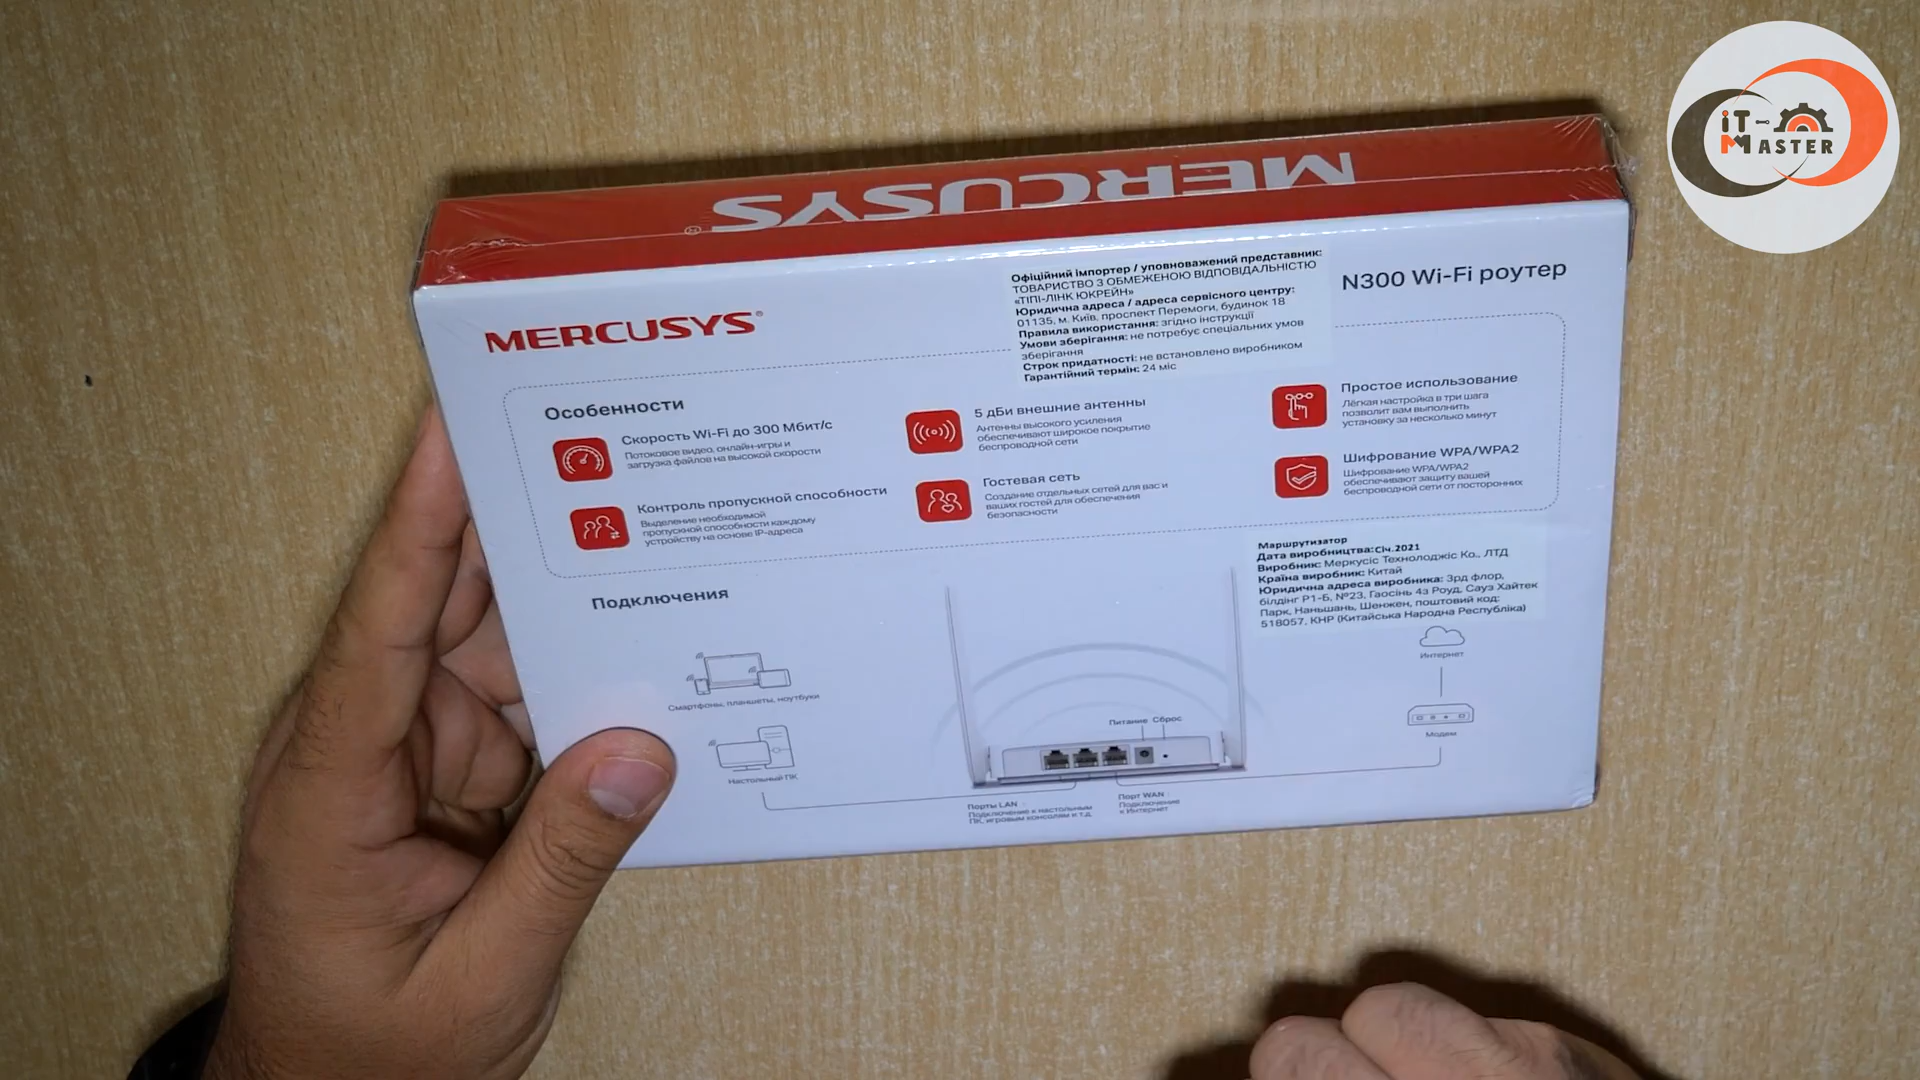 iT-
MASTER
MERCUSYS
MERCUSYS
Офіційний імпортер / уповноважений представник:
ТОВАРИСТВО З ОБМЕЖЕНОЮ ВІДПОВІДАЛЬНІСТЮ
«ТІПІ-ЛІНК ЮКРЕЙН»
Юридична адреса / адреса сервісного центру:
01135, м. Київ, проспект Перемоги, будинок 18
Правила використання: згідно інструкції
Умови зберігання: не потребує спеціальних умов
зберігання
Строк придатності: не встановлено виробником
Гарантійний термін: 24 міс
N300 Wi-Fi роутер
Особенности
Скорость Wi-Fi до 300 Мбит/с
Потоковое видео, онлайн-игры и
загрузка файлов на высокой скорости
5 дБи внешние антенны
Антенны высокого усиления
обеспечивают широкое покрытие
беспроводной сети
Простое использование
Лёгкая настройка в три шага
позволит вам выполнить
установку за несколько минут
Контроль пропускной способности
Выделение необходимой
пропускной способности каждому
устройству на основе IP-адреса
Гостевая сеть
Создание отдельных сетей для вас и
ваших гостей для обеспечения
безопасности
Шифрование WPA/WPA2
Шифрование WPA/WPA2
обеспечивают защиту вашей
беспроводной сети от посторонних
Маршрутизатор
Дата виробництва: Січ.2021
Виробник: Меркусіс Технолоджіс Ко., ЛТД
Країна виробник: Китай
Юридична адреса виробника: 3рд флор,
білдінг Р1-Б, №23, Гаосінь 4з Роуд, Сауз Хайтек
Парк, Наньшань, Шенжен, поштовий код:
518057, КНР (Китайська Народна Республіка)
Подключения
Смартфоны, планшеты, ноутбуки
Настольный ПК
Питание Сброс
Интернет
Модем
Порты LAN
Подключение к настольным
ПК, игровым консолям и т.д.
Порт WAN
Подключение
к Интернет